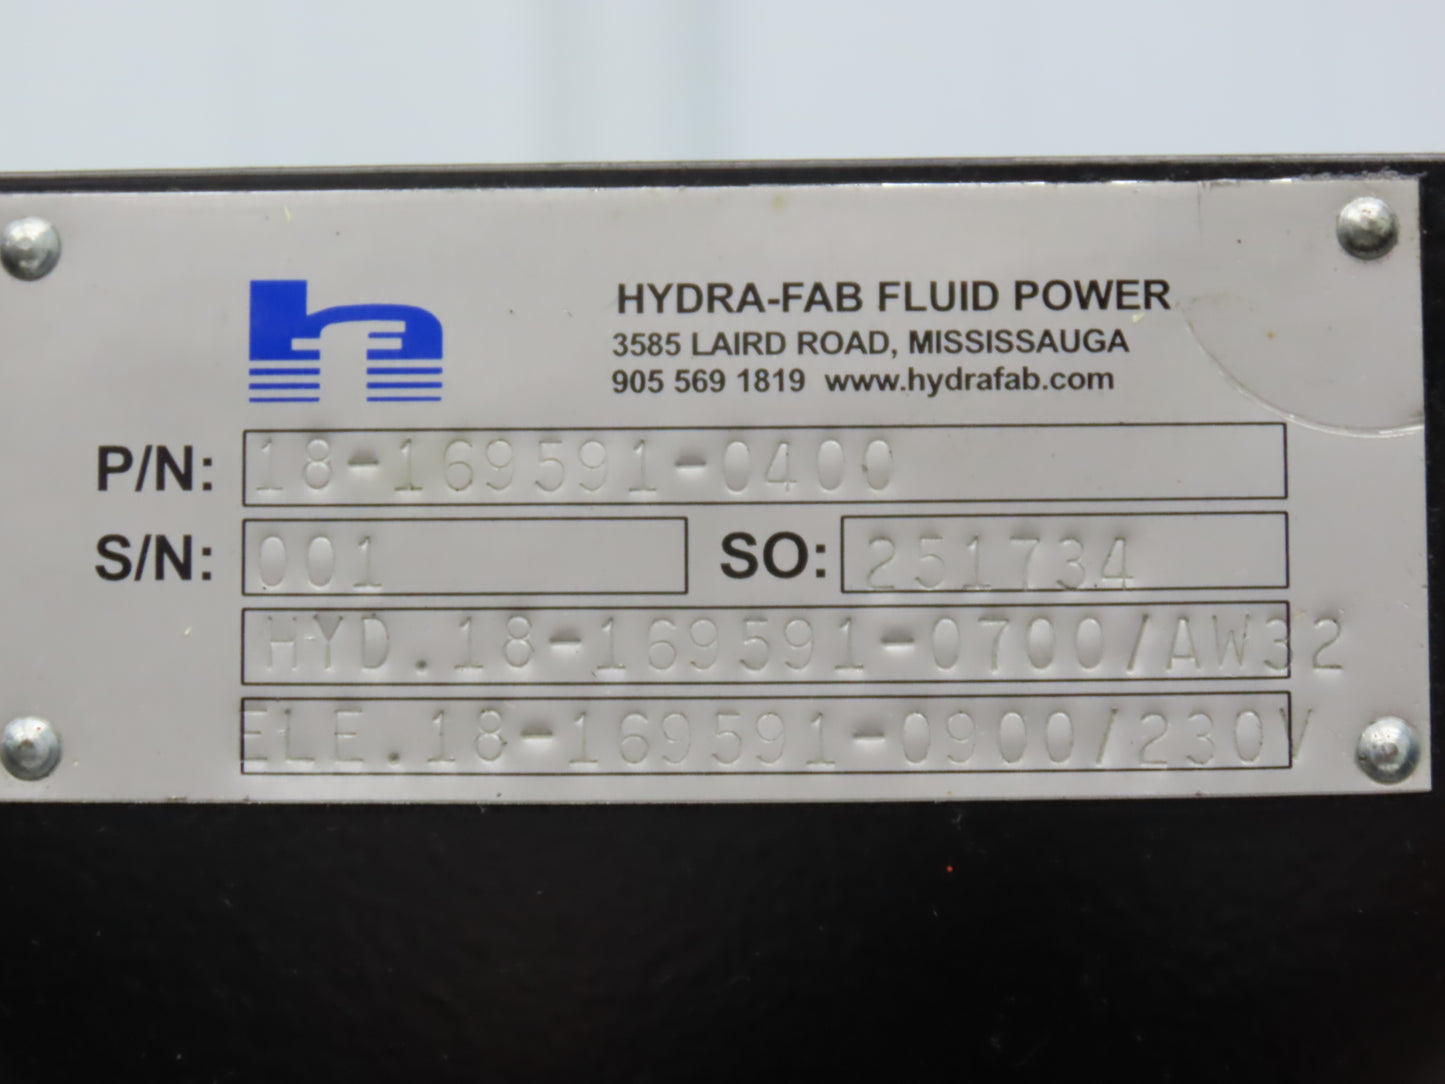 HYDRA-FAB FLUID POWER
3585 LAIRD ROAD, MISSISSAUGA
905 569 1819 www.hydrafab.com
P/N: 18-169591-0400
S/N: 001 SO: 251734
HYD.18-169591-0700/AW32
ELE.18-169591-0900/230V